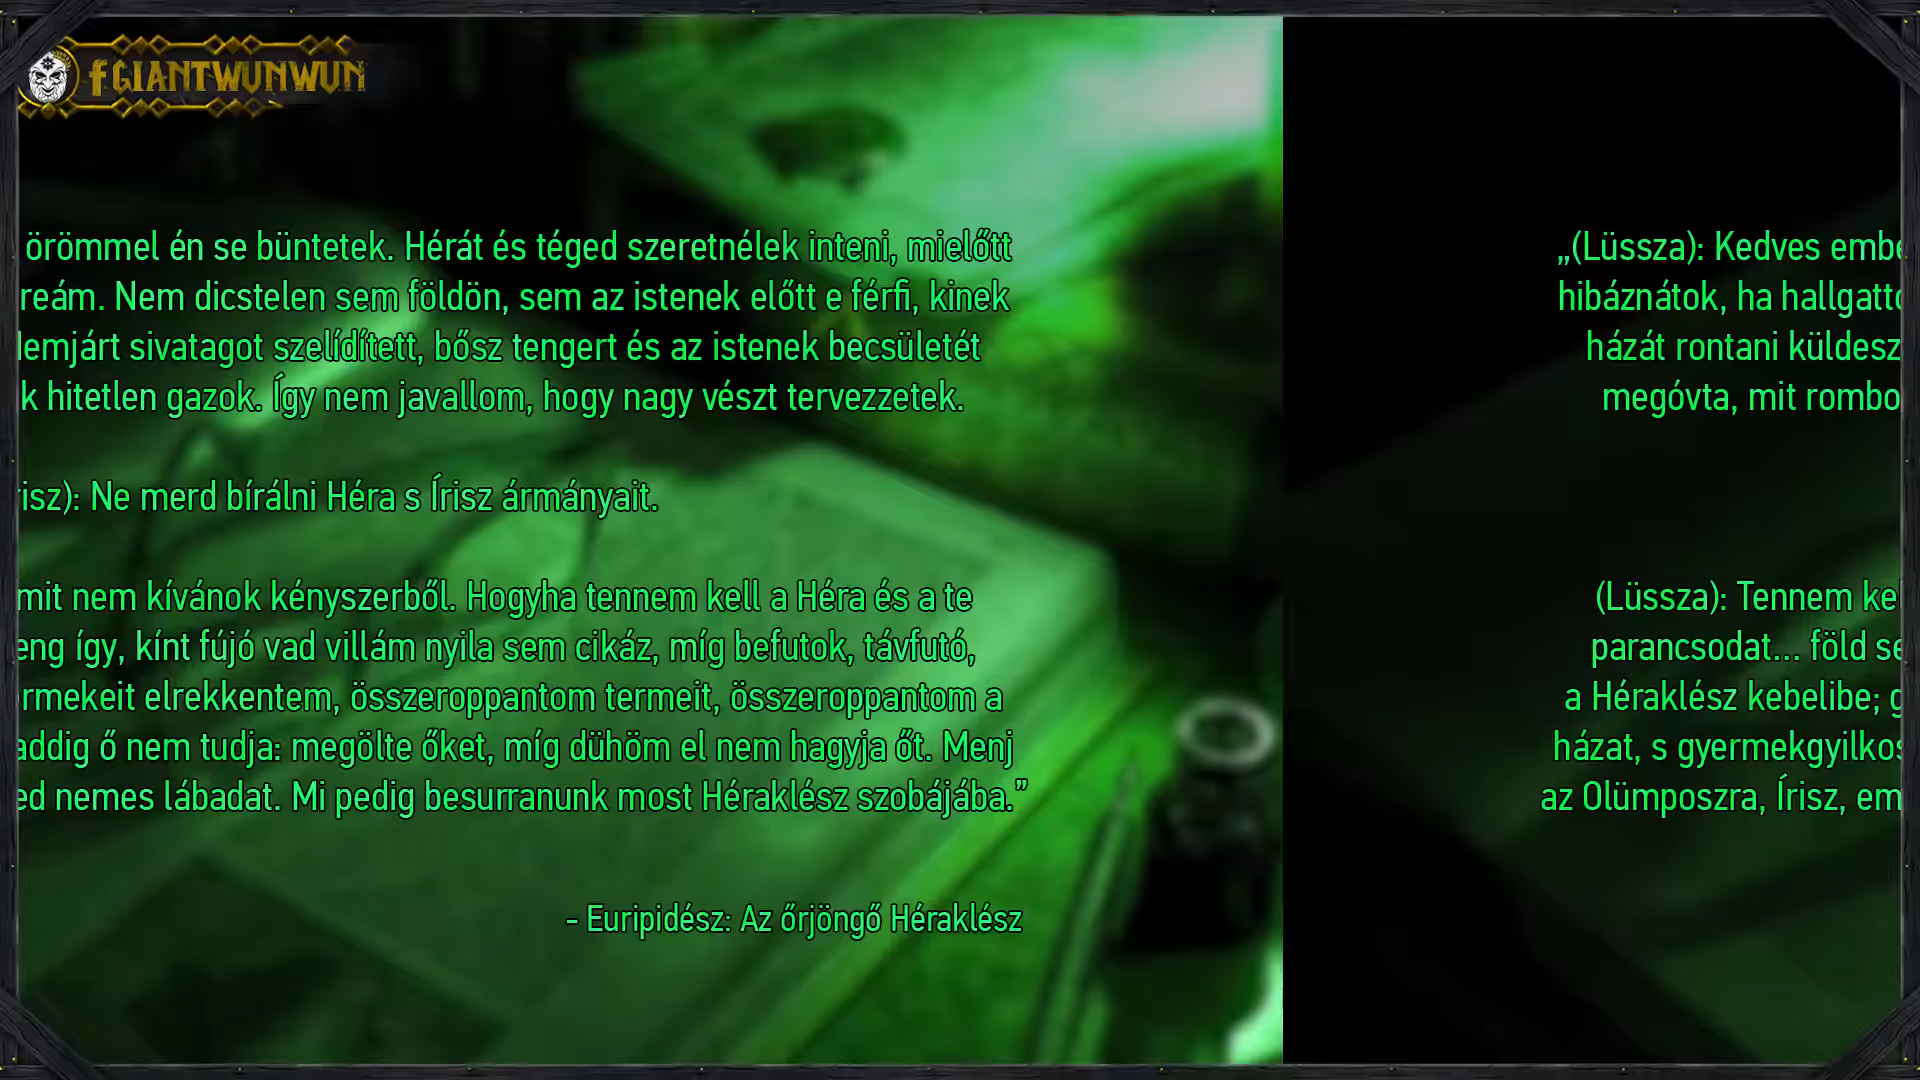 fGIANTWUNWUN
örömmel én se büntetek. Hérát és téged szeretnélek inteni, mielőtt
reám. Nem dicstelen sem földön, sem az istenek előtt e férfi, kinek
lemjárt sivatagot szelídített, bősz tengert és az istenek becsületét
k hitetlen gazok. Így nem javallom, hogy nagy vészt tervezzetek.
isz): Ne merd bírálni Héra s Írisz ármányait.
mit nem kívánok kényszerből. Hogyha tennem kell a Héra és a te
eng így, kínt fújó vad villám nyila sem cikáz, míg befutok, távfutó,
rmekeit elrekkentem, összeroppantom termeit, összeroppantom a
addig ő nem tudja: megölte őket, míg dühöm el nem hagyja őt. Menj
ed nemes lábadat. Mi pedig besurranunk most Héraklész szobájába.”
- Euripidész: Az őrjöngő Héraklész
„(Lüssza): Kedves embe
hibáznátok, ha hallgatto
házát rontani küldesz
megóvta, mit rombo
(Lüssza): Tennem ke
parancsodat... föld se
a Héraklész kebelibe; g
házat, s gyermekgyilkos
az Olümposzra, Írisz, em